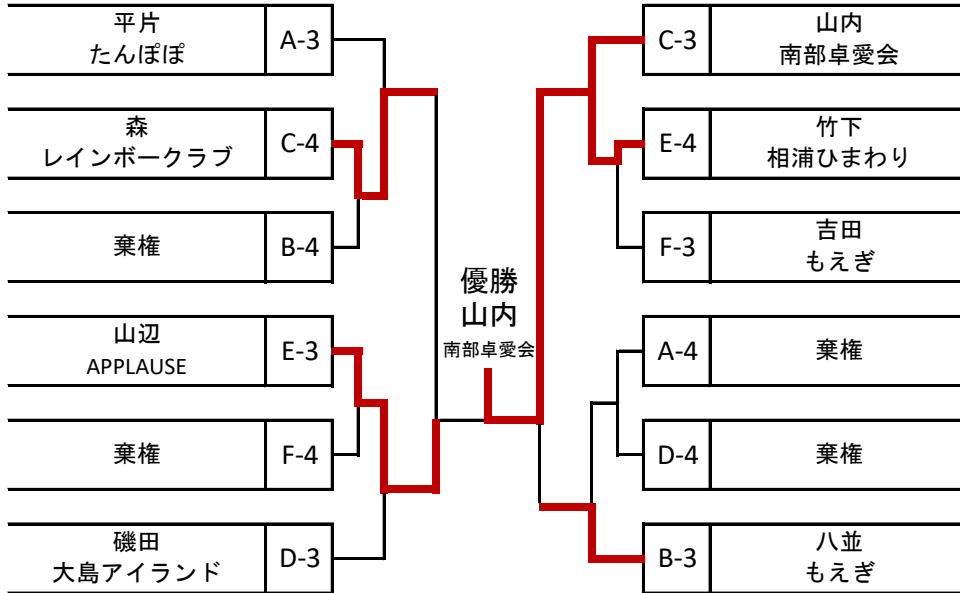 平片
たんぽぽ
A-3
森
レインボークラブ
C-4
棄権
B-4
山辺
APPLAUSE
E-3
棄権
F-4
磯田
大島アイランド
D-3
優勝
山内
南部卓愛会
C-3
山内
南部卓愛会
E-4
竹下
相浦ひまわり
F-3
吉田
もえぎ
A-4
棄権
D-4
棄権
B-3
八並
もえぎ